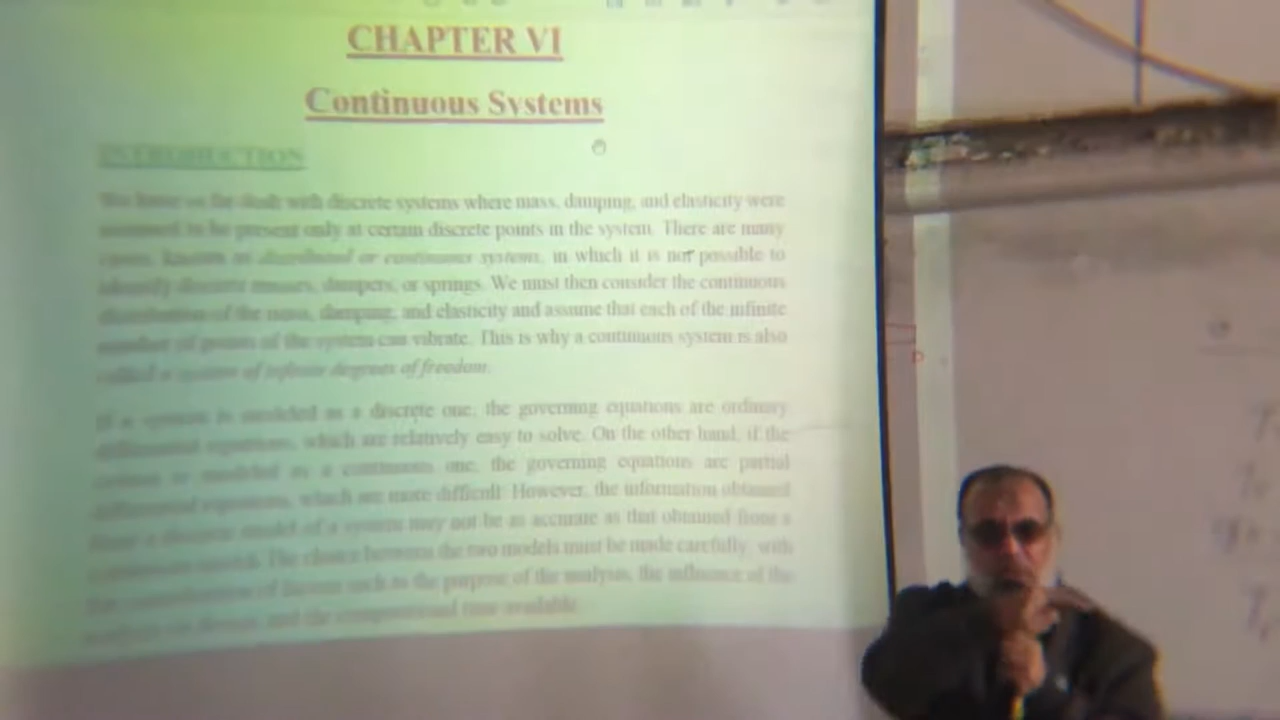 CHAPTER VI
Continuous Systems
INTRODUCTION
We have so far dealt with discrete systems where mass, damping, and elasticity were
assumed to be present only at certain discrete points in the system. There are many
cases, known as distributed or continuous systems, in which it is not possible to
identify discrete masses, dampers, or springs. We must then consider the continuous
distribution of the mass, damping, and elasticity and assume that each of the infinite
number of points of the system can vibrate. This is why a continuous system is also
called a system of infinite degrees of freedom.
If a system is modeled as a discrete one, the governing equations are ordinary
differential equations, which are relatively easy to solve. On the other hand, if the
system is modeled as a continuous one, the governing equations are partial
differential equations, which are more difficult. However, the information obtained
from a discrete model of a system may not be as accurate as that obtained from a
continuous model. The choice between the two models must be made carefully, with
due consideration of factors such as the purpose of the analysis, the influence of the
analysis on design, and the computational time available.